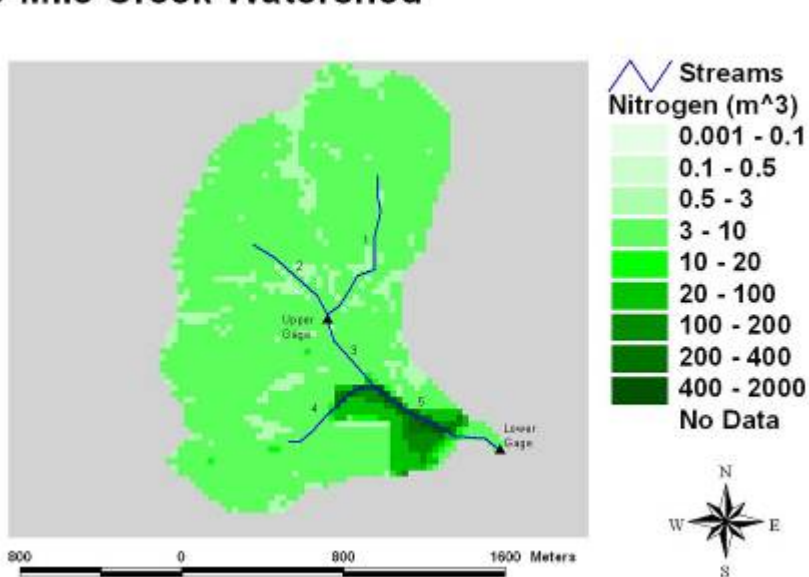 Mile Creek Watershed
Streams
Nitrogen (m^3)
0.001 - 0.1
0.1 - 0.5
0.5 - 3
3 - 10
10 - 20
20 - 100
100 - 200
200 - 400
400 - 2000
No Data
1
2
Upper
Gage
3
4
5
Lower
Gage
N
W E
S
800 0 800 1600 Meters